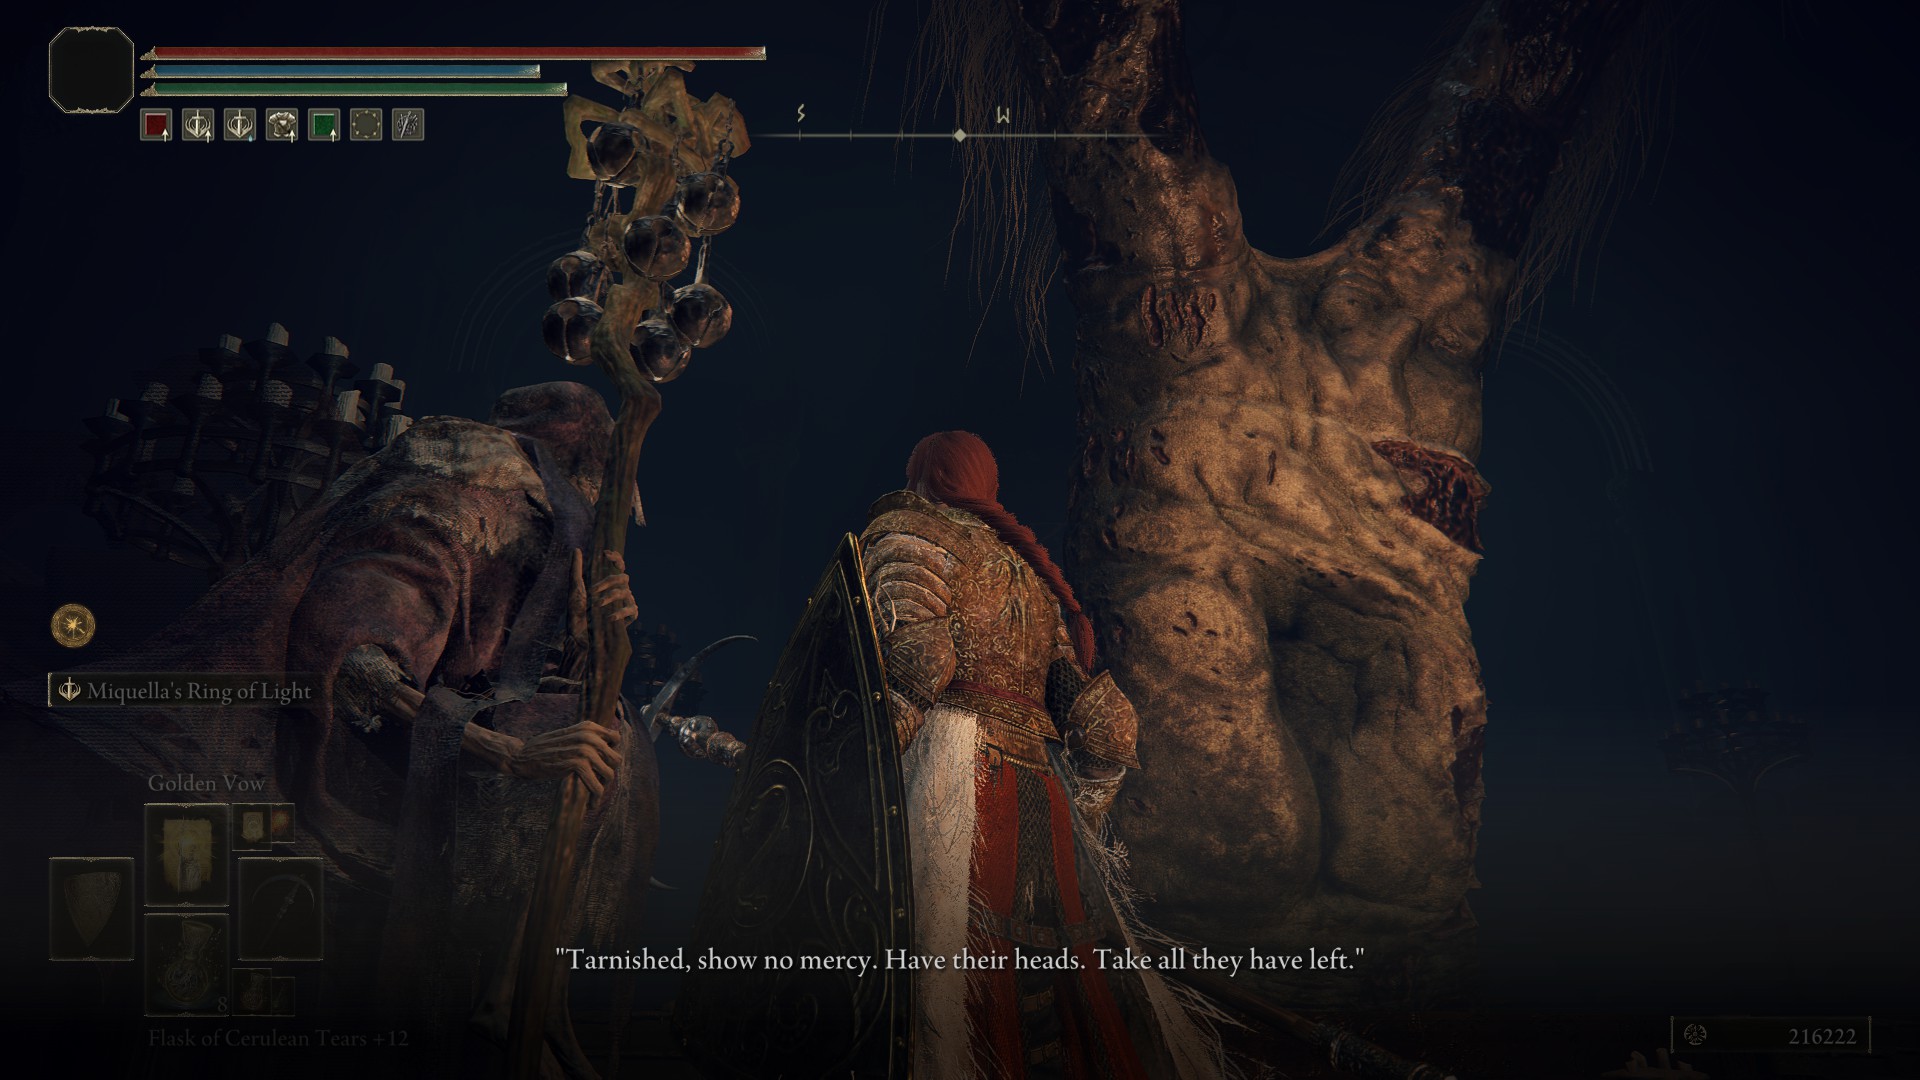 S
W
Miquella's Ring of Light
Golden Vow
8
Flask of Cerulean Tears +12
"Tarnished, show no mercy. Have their heads. Take all they have left."
216222